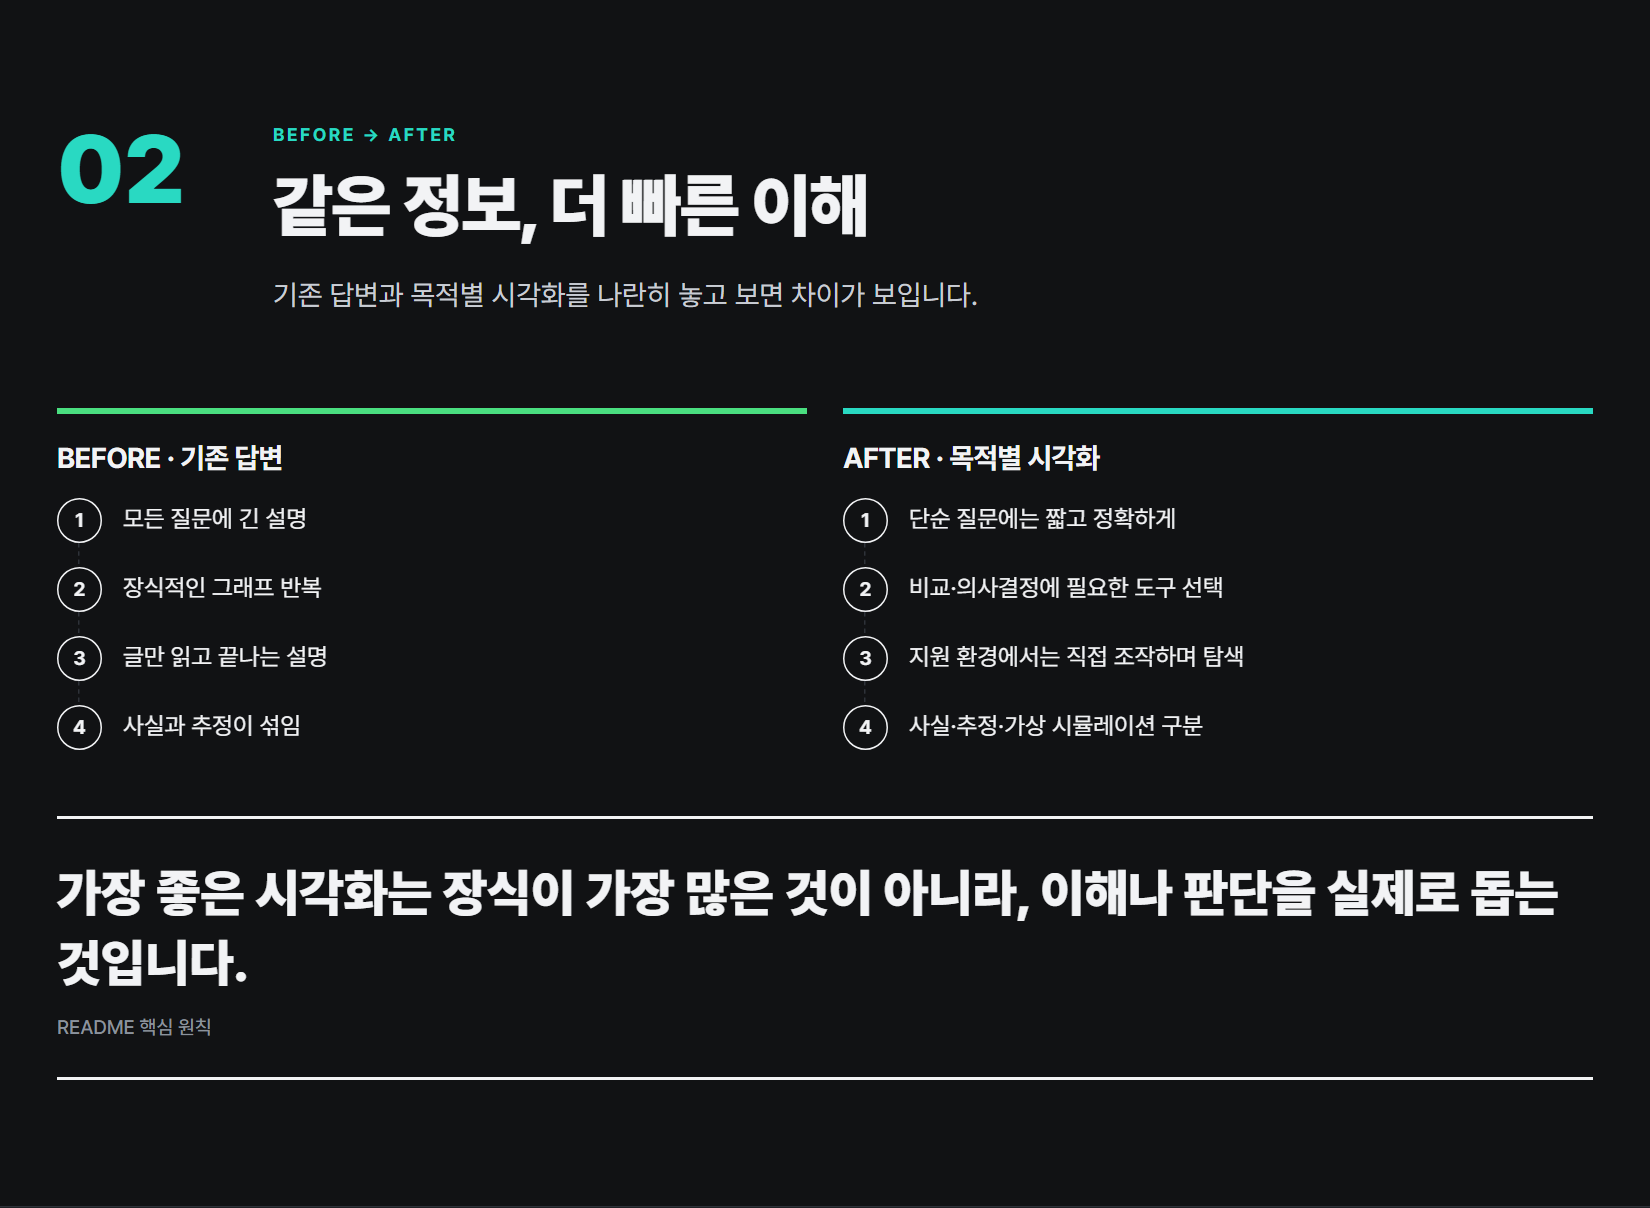 02
BEFORE → AFTER
같은 정보, 더 빠른 이해
기존 답변과 목적별 시각화를 나란히 놓고 보면 차이가 보입니다.
BEFORE · 기존 답변
1 모든 질문에 긴 설명
2 장식적인 그래프 반복
3 글만 읽고 끝나는 설명
4 사실과 추정이 섞임
AFTER · 목적별 시각화
1 단순 질문에는 짧고 정확하게
2 비교·의사결정에 필요한 도구 선택
3 지원 환경에서는 직접 조작하며 탐색
4 사실·추정·가상 시뮬레이션 구분
가장 좋은 시각화는 장식이 가장 많은 것이 아니라, 이해나 판단을 실제로 돕는
것입니다.
README 핵심 원칙